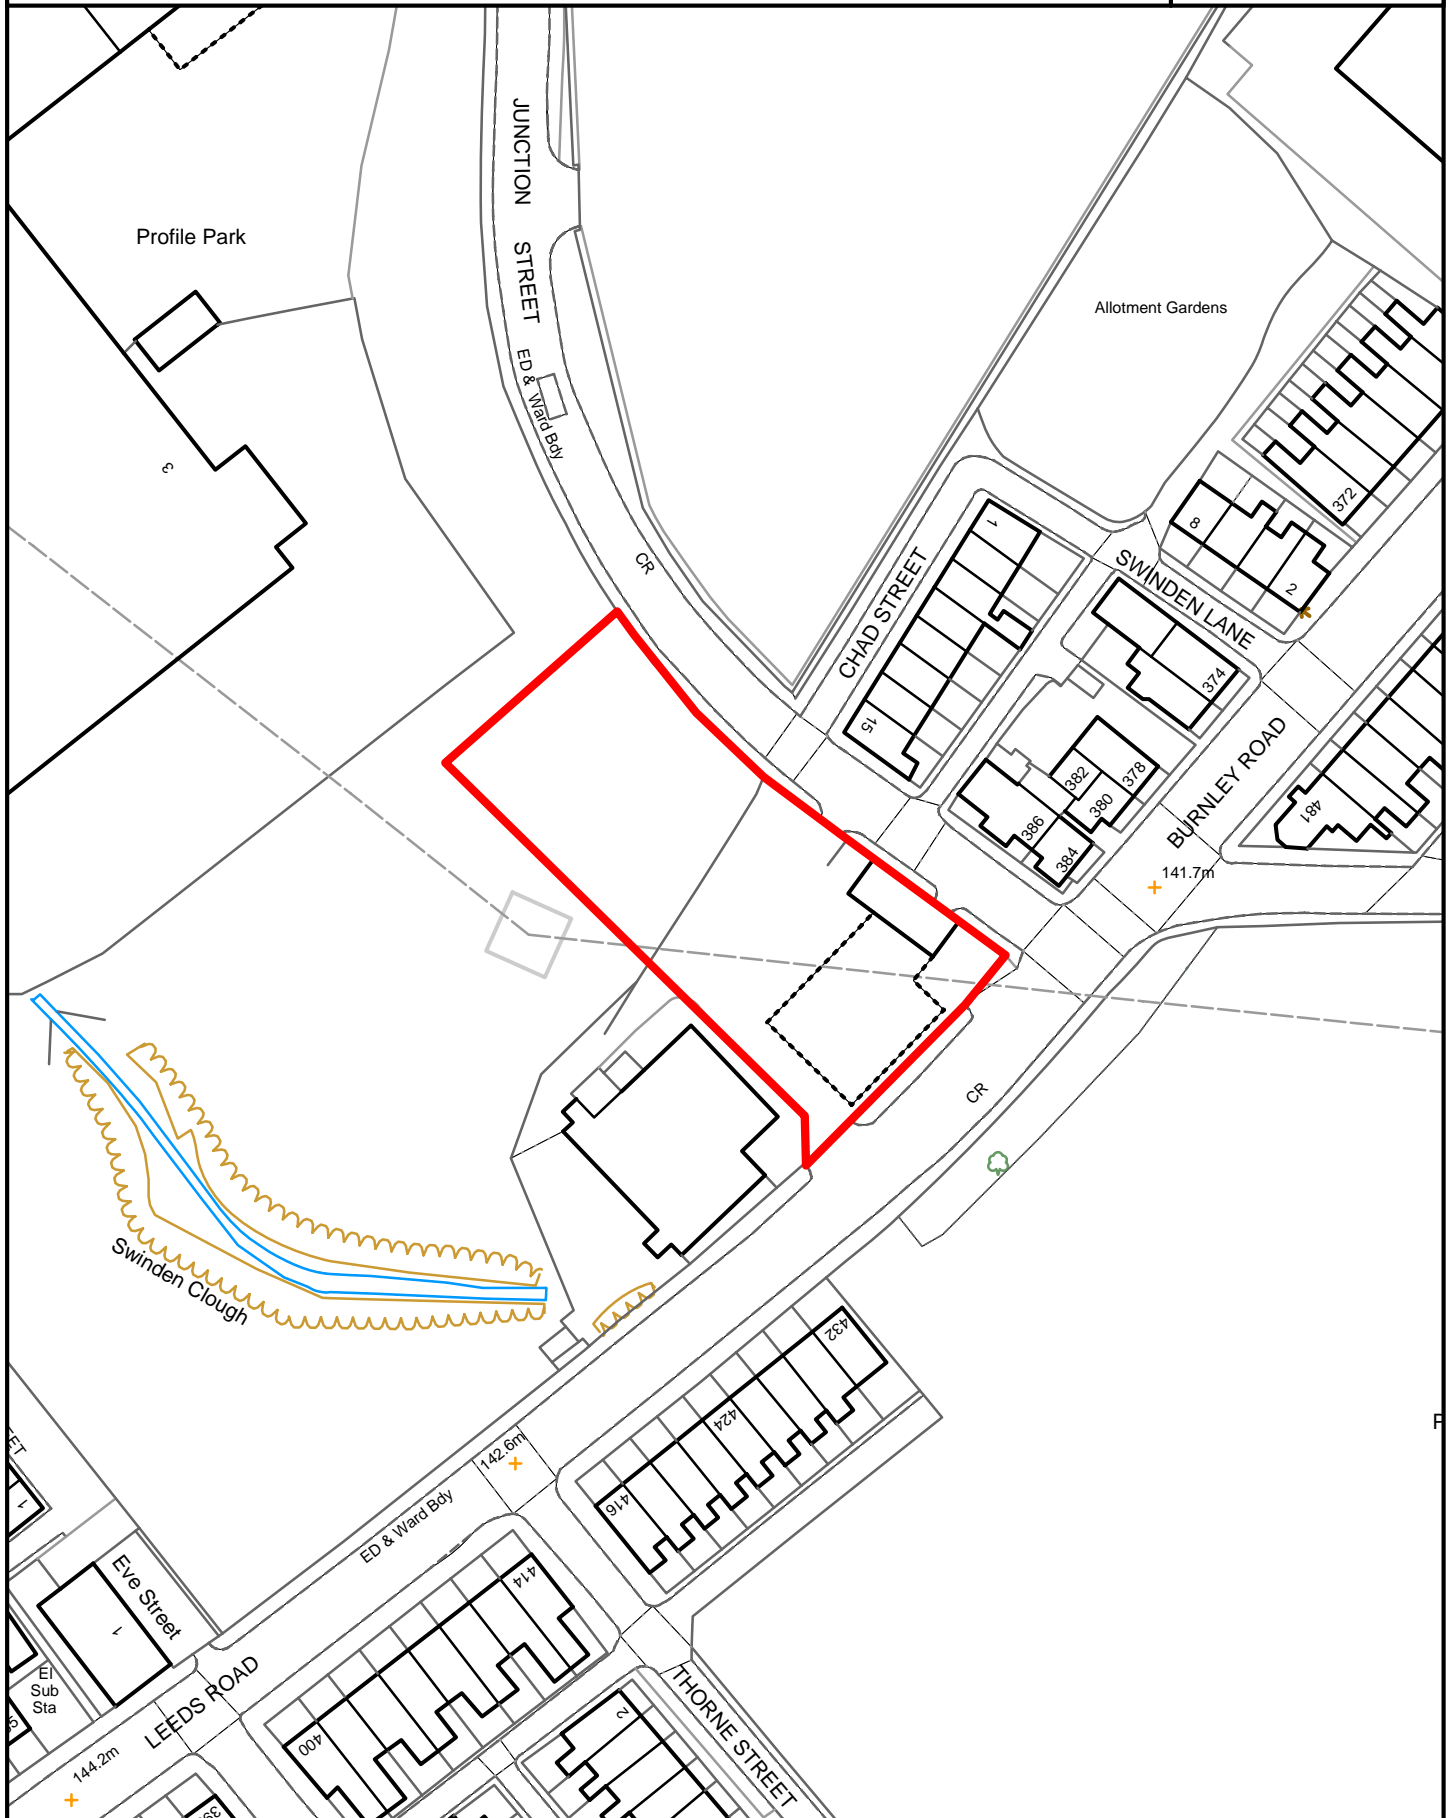 JUNCTION STREET
Profile Park
Allotment Gardens
ED & Ward Bdy
3
372
CR
1
8
SWINDEN LANE
2
CHAD STREET
374
15
382
378
380
BURNLEY ROAD
481
386
384
141.7m
CR
Swinden Clough
432
424
142.6m
416
ED & Ward Bdy
1
414
Eve Street
1
El
Sub
Sta
LEEDS ROAD
400
2
THORNE STREET
144.2m